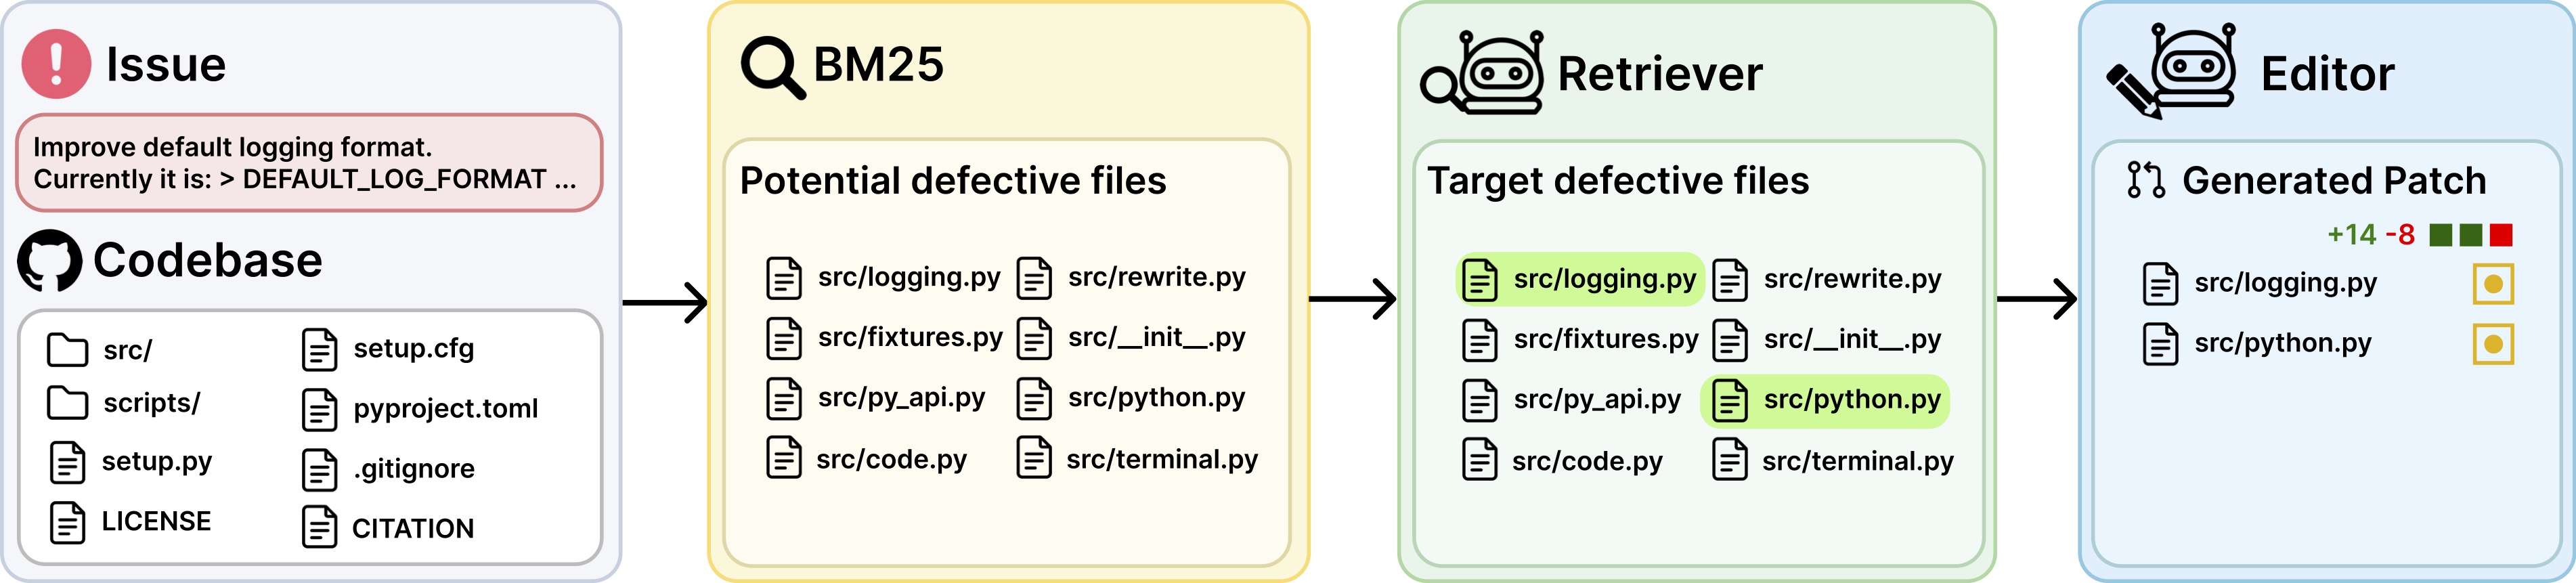 Issue
Improve default logging format.
Currently it is: > DEFAULT_LOG_FORMAT ...
Codebase
src/
setup.cfg
scripts/
pyproject.toml
setup.py
.gitignore
LICENSE
CITATION
BM25
Potential defective files
src/logging.py
src/rewrite.py
src/fixtures.py
src/__init__.py
src/py_api.py
src/python.py
src/code.py
src/terminal.py
Retriever
Target defective files
src/logging.py
src/rewrite.py
src/fixtures.py
src/__init__.py
src/py_api.py
src/python.py
src/code.py
src/terminal.py
Editor
Generated Patch
+14 -8
src/logging.py
src/python.py